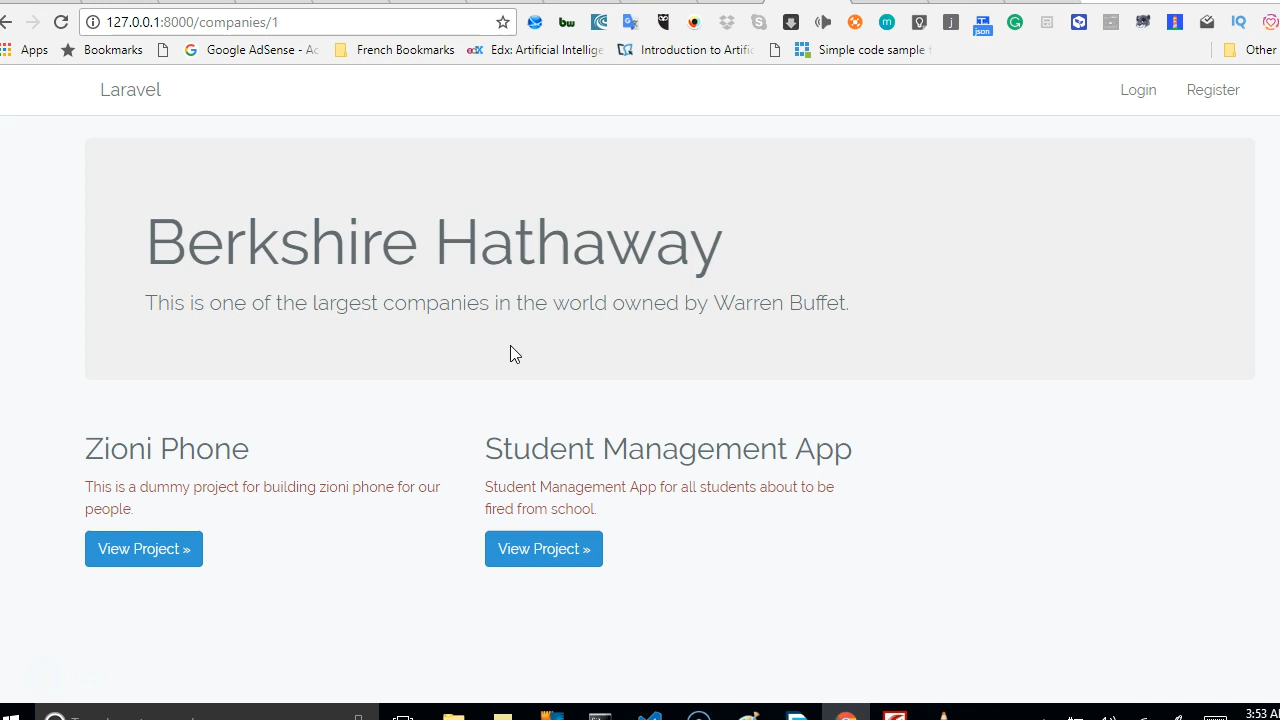 127.0.0.1:8000/companies/1
Apps Bookmarks Google AdSense - Ac French Bookmarks Edx: Artificial Intellige Introduction to Artific Simple code sample f Other
Laravel Login Register
Berkshire Hathaway
This is one of the largest companies in the world owned by Warren Buffet.
Zioni Phone
This is a dummy project for building zioni phone for our
people.
View Project »
Student Management App
Student Management App for all students about to be
fired from school.
View Project »
3:53 A